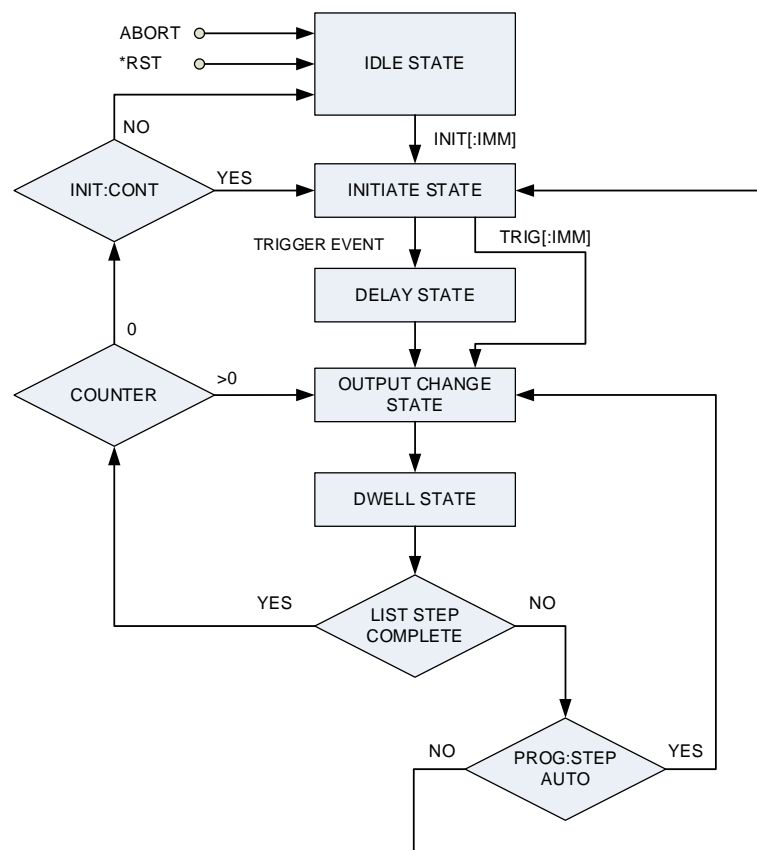 ABORT
*RST
IDLE STATE
NO
INIT[:IMM]
INIT:CONT
YES
INITIATE STATE
TRIGGER EVENT
TRIG[:IMM]
DELAY STATE
0
COUNTER
>0
OUTPUT CHANGE
STATE
DWELL STATE
YES
LIST STEP
COMPLETE
NO
NO
PROG:STEP
AUTO
YES